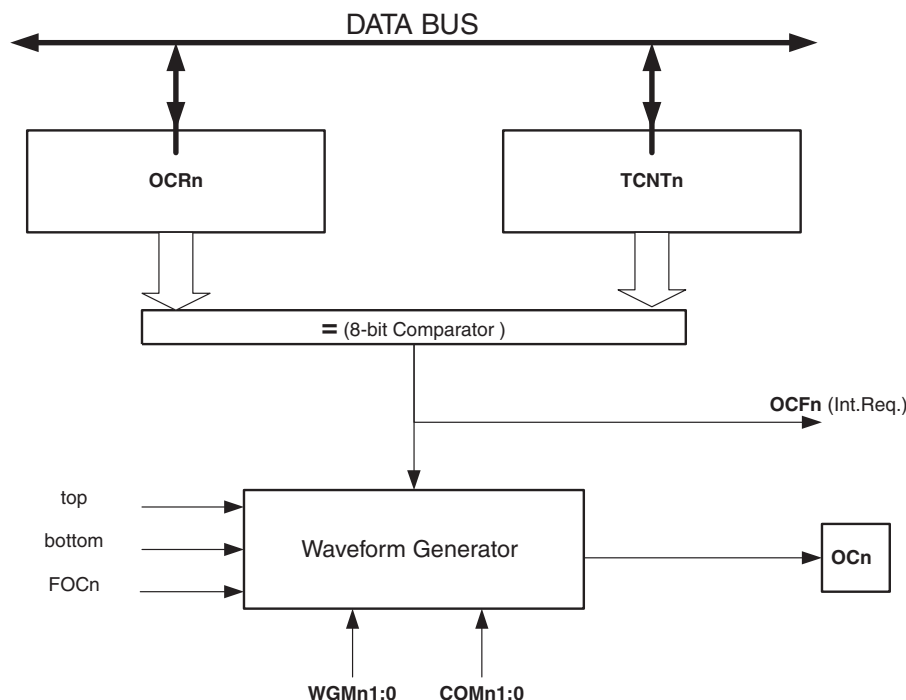 DATA BUS
OCRn
TCNTn
= (8-bit Comparator )
OCFn (Int.Req.)
top
bottom
FOCn
Waveform Generator
OCn
WGMn1:0
COMn1:0